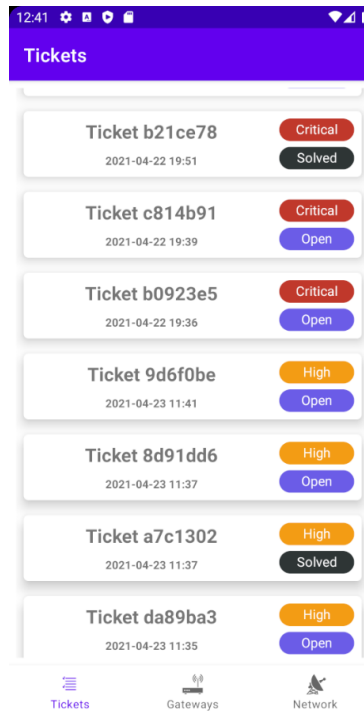 12:41
Tickets
Ticket b21ce78
Critical
2021-04-22 19:51
Solved
Ticket c814b91
Critical
2021-04-22 19:39
Open
Ticket b0923e5
Critical
2021-04-22 19:36
Open
Ticket 9d6f0be
High
2021-04-23 11:41
Open
Ticket 8d91dd6
High
2021-04-23 11:37
Open
Ticket a7c1302
High
2021-04-23 11:37
Solved
Ticket da89ba3
High
2021-04-23 11:35
Open
Tickets
Gateways
Network